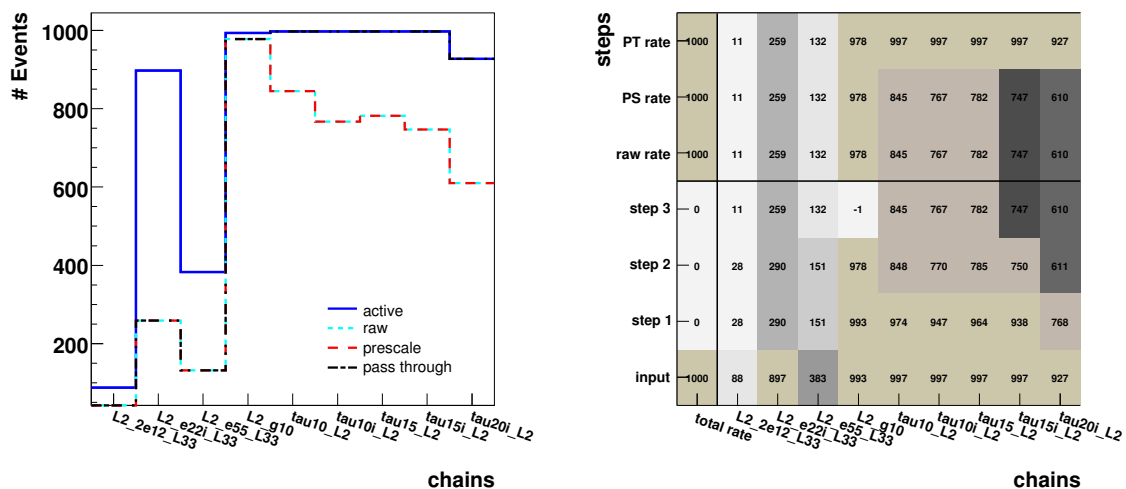 # Events
1000
800
600
400
200
active
raw
prescale
pass through
L2_2e12_L33
L2_e22i_L33
L2_e55_L33
L2_g10
tau10_L2
tau10i_L2
tau15_L2
tau15i_L2
tau20i_L2
chains
steps
PT rate 1000 11 259 132 978 997 997 997 997 927
PS rate 1000 11 259 132 978 845 767 782 747 610
raw rate 1000 11 259 132 978 845 767 782 747 610
step 3 0 11 259 132 -1 845 767 782 747 610
step 2 0 28 290 151 978 848 770 785 750 611
step 1 0 28 290 151 993 974 947 964 938 768
input 1000 88 897 383 993 997 997 997 997 927
total rate
L2_2e12_L33
L2_e22i_L33
L2_e55_L33
L2_g10
tau10_L2
tau10i_L2
tau15_L2
tau15i_L2
tau20i_L2
chains